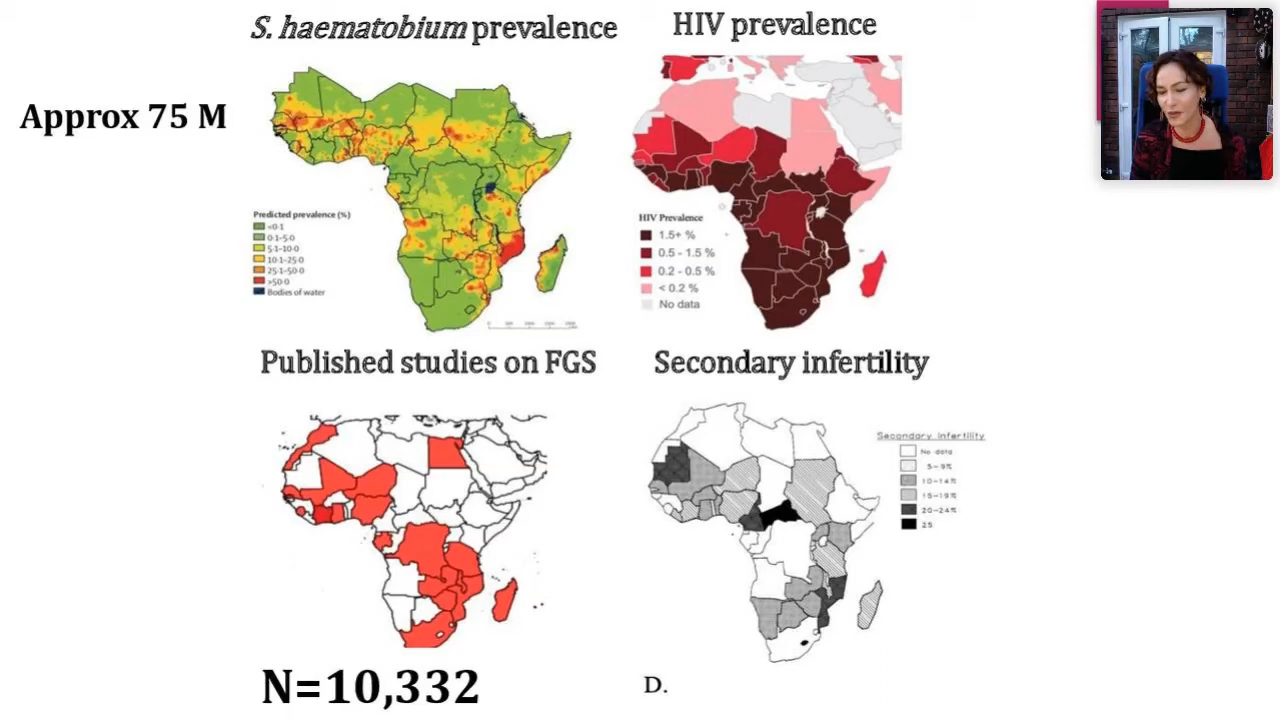 S. haematobium prevalence
HIV prevalence
Approx 75 M
Predicted prevalence (%)
<0·1
0·1–5·0
5·1–10·0
10·1–25·0
25·1–50·0
>50·0
Bodies of water
HIV Prevalence
1.5+ %
0.5 - 1.5 %
0.2 - 0.5 %
< 0.2 %
No data
Published studies on FGS
Secondary infertility
Secondary Infertility
No data
5-9%
10-14%
15-19%
20-24%
25
N=10,332
D.